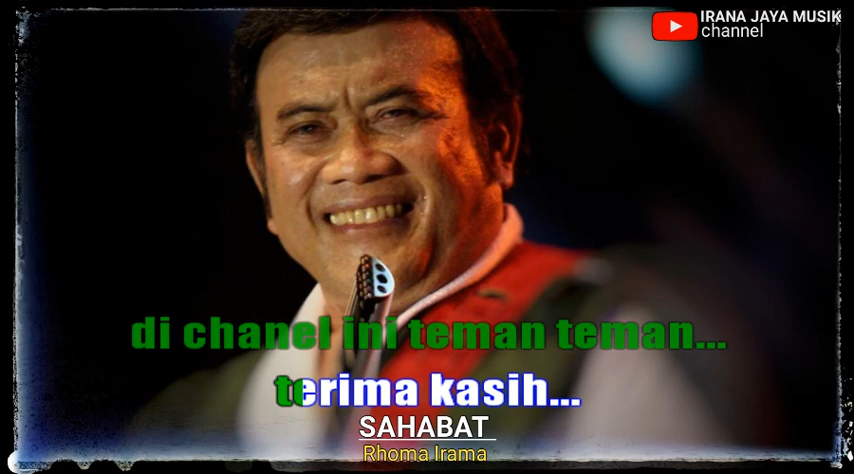 IRANA JAYA MUSIK
channel
di chanel ini teman teman...
terima kasih...
SAHABAT
Rhoma Irama